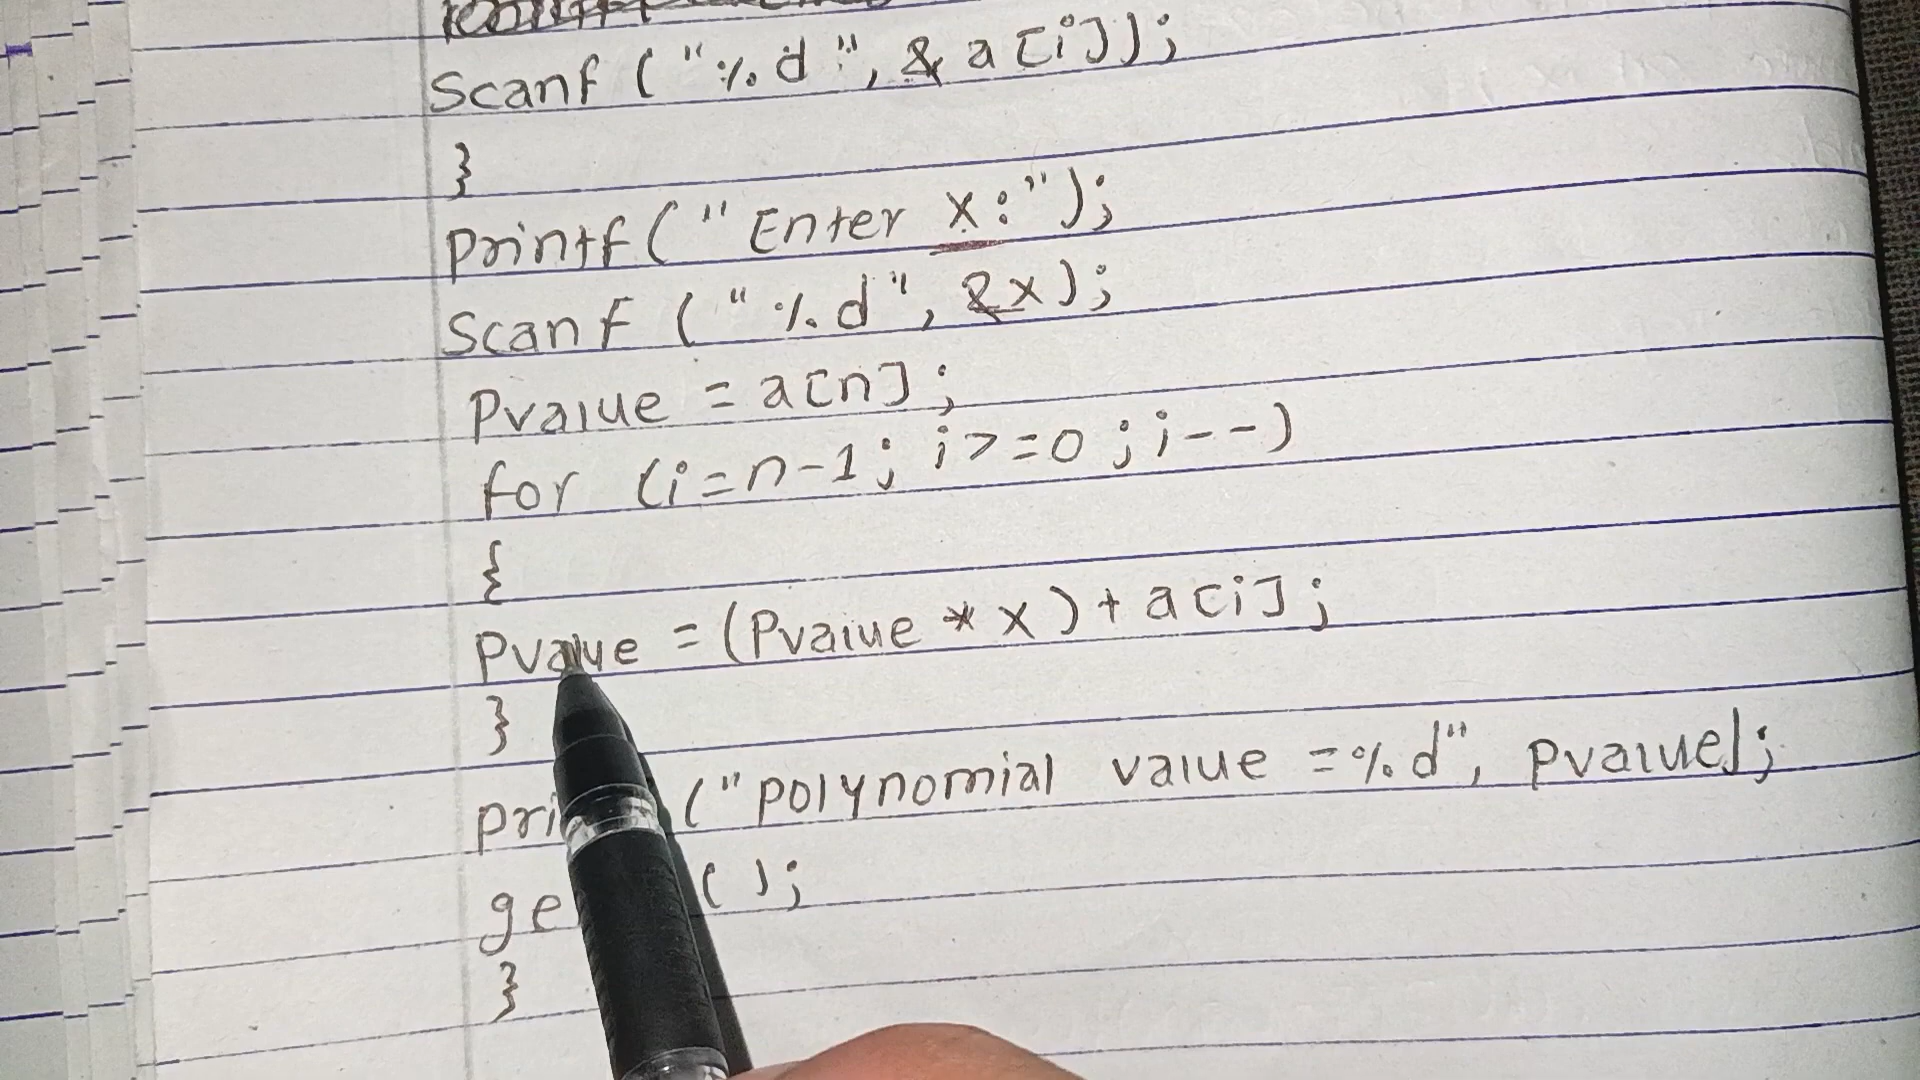 Scanf ("%d", & a[i]);
}
printf("Enter x:");
Scanf ("%d", &x);
Pvalue = a[n];
for (i=n-1; i>=0; i--)
{
Pvalue = (Pvalue * x) + a[i];
}
("polynomial value =%d", pvalue);
( );
}